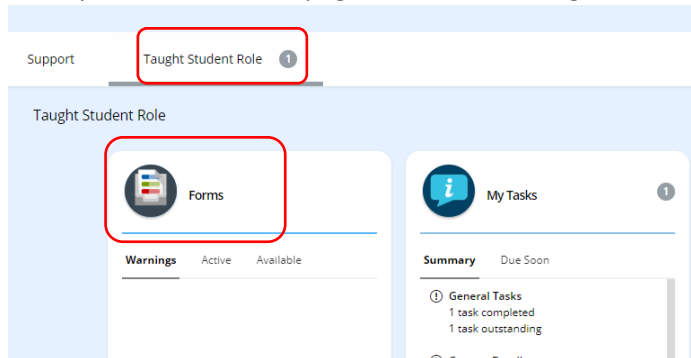 Support Taught Student Role 1
Taught Student Role
Forms
My Tasks 1
Warnings Active Available
Summary Due Soon
General Tasks
1 task completed
1 task outstanding